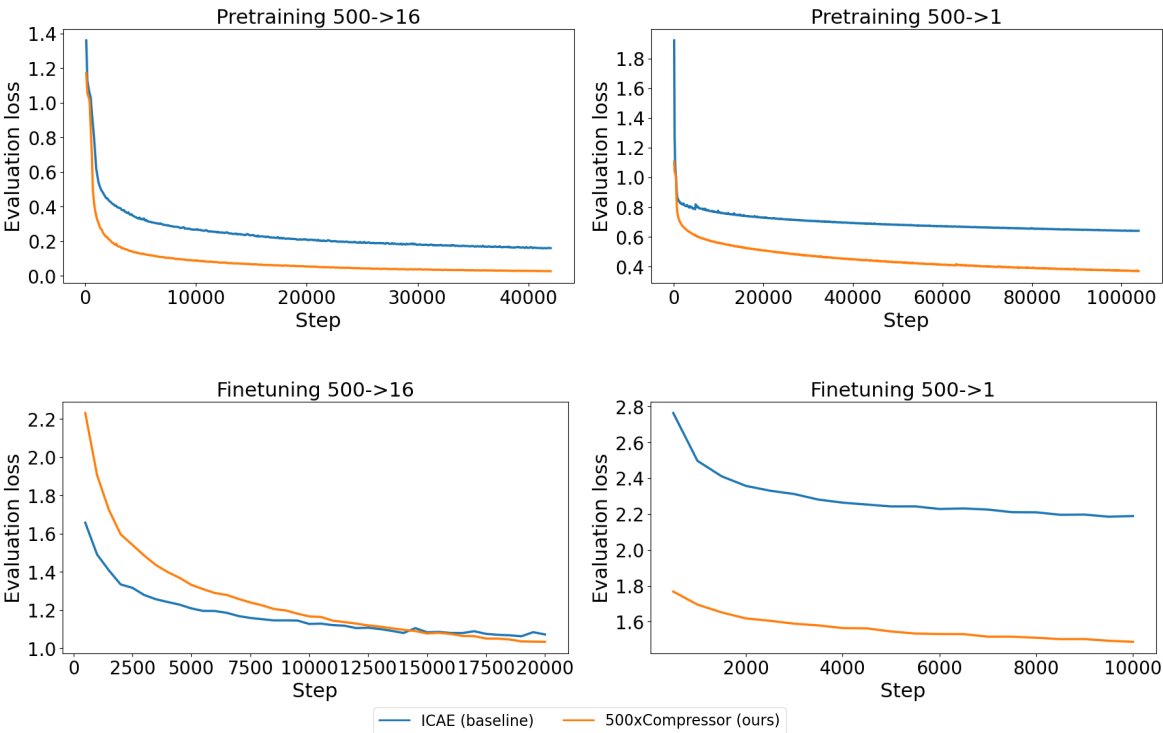 Pretraining 500->16
Evaluation loss
1.4
1.2
1.0
0.8
0.6
0.4
0.2
0.0
0 10000 20000 30000 40000
Step
Pretraining 500->1
Evaluation loss
1.8
1.6
1.4
1.2
1.0
0.8
0.6
0.4
0 20000 40000 60000 80000 100000
Step
Finetuning 500->16
Evaluation loss
2.2
2.0
1.8
1.6
1.4
1.2
1.0
0 2500 5000 7500 10000 12500 15000 17500 20000
Step
Finetuning 500->1
Evaluation loss
2.8
2.6
2.4
2.2
2.0
1.8
1.6
2000 4000 6000 8000 10000
Step
ICAE (baseline) 500xCompressor (ours)